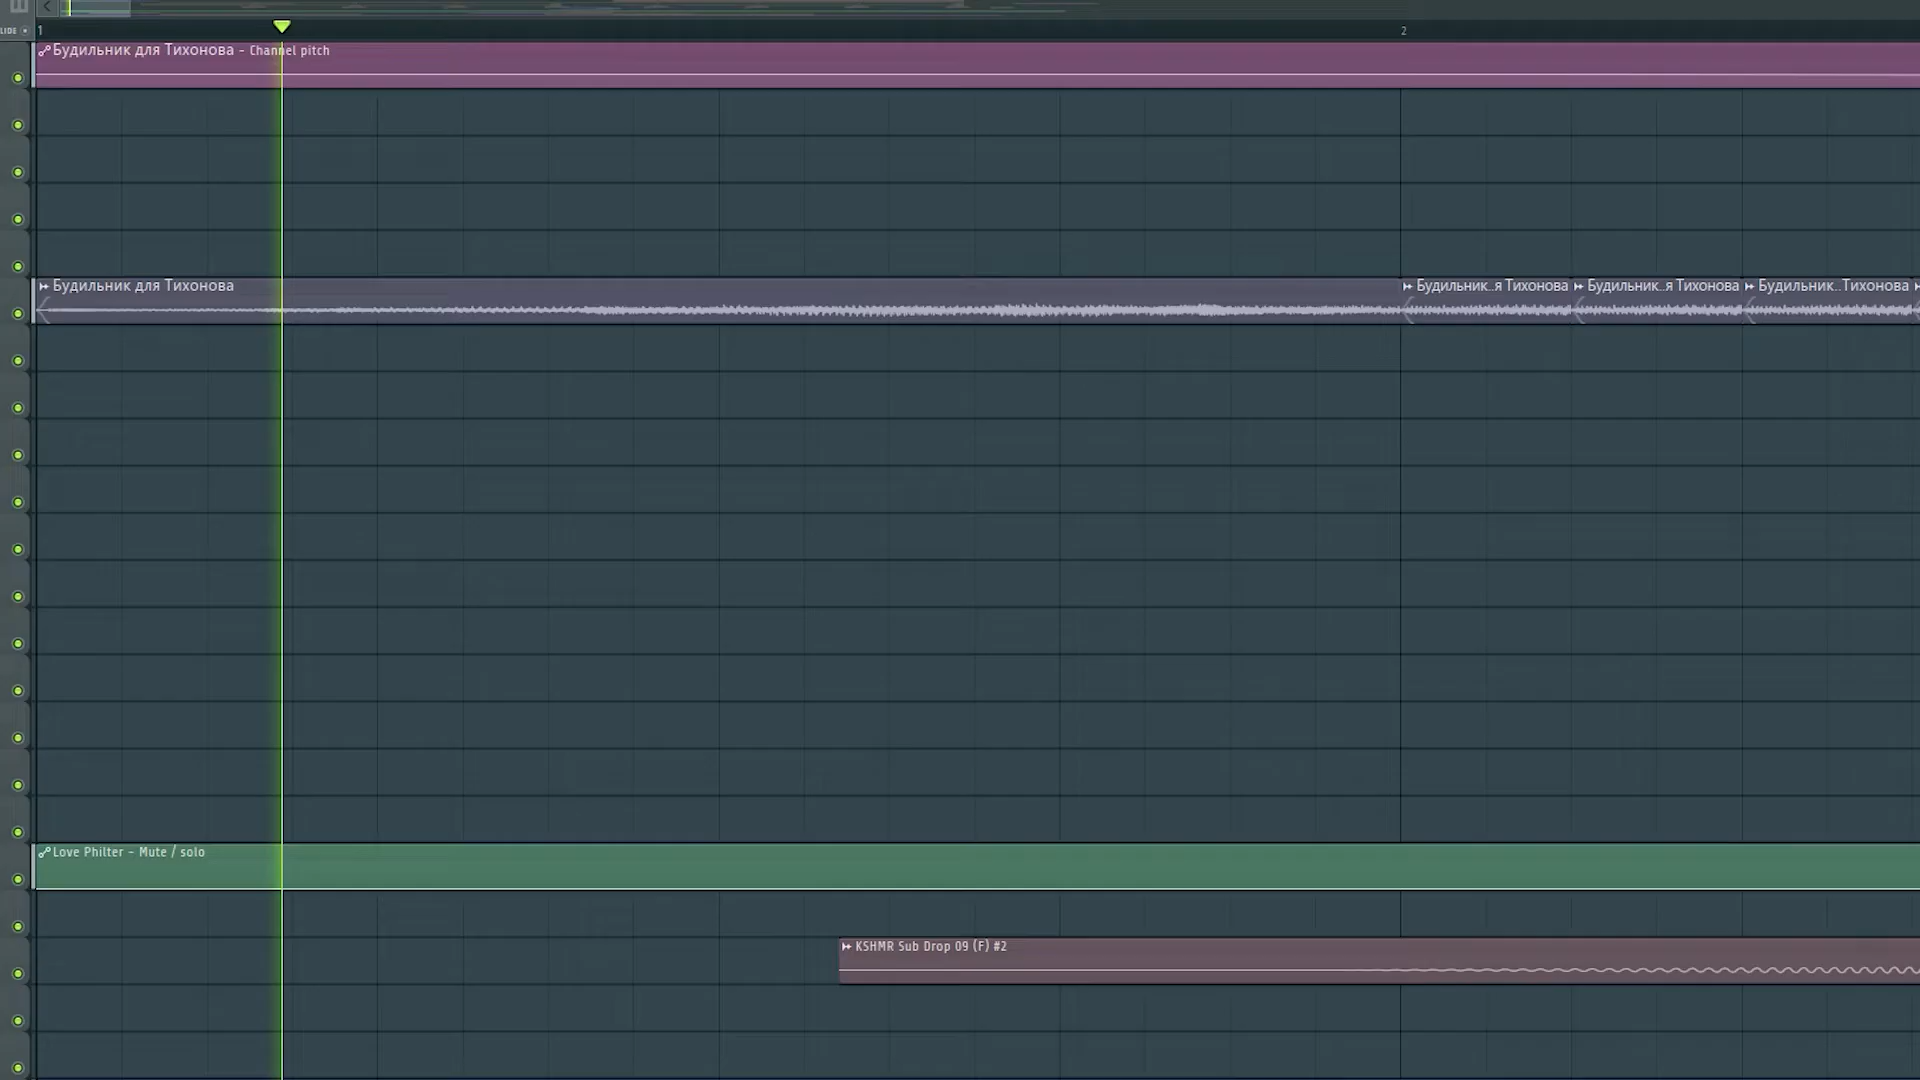 LIDE
1
2
Будильник для Тихонова - Channel pitch
Будильник для Тихонова
Будильник..я Тихонова
Будильник..я Тихонова
Будильник..Тихонова
Love Philter - Mute / solo
KSHMR Sub Drop 09 (F) #2